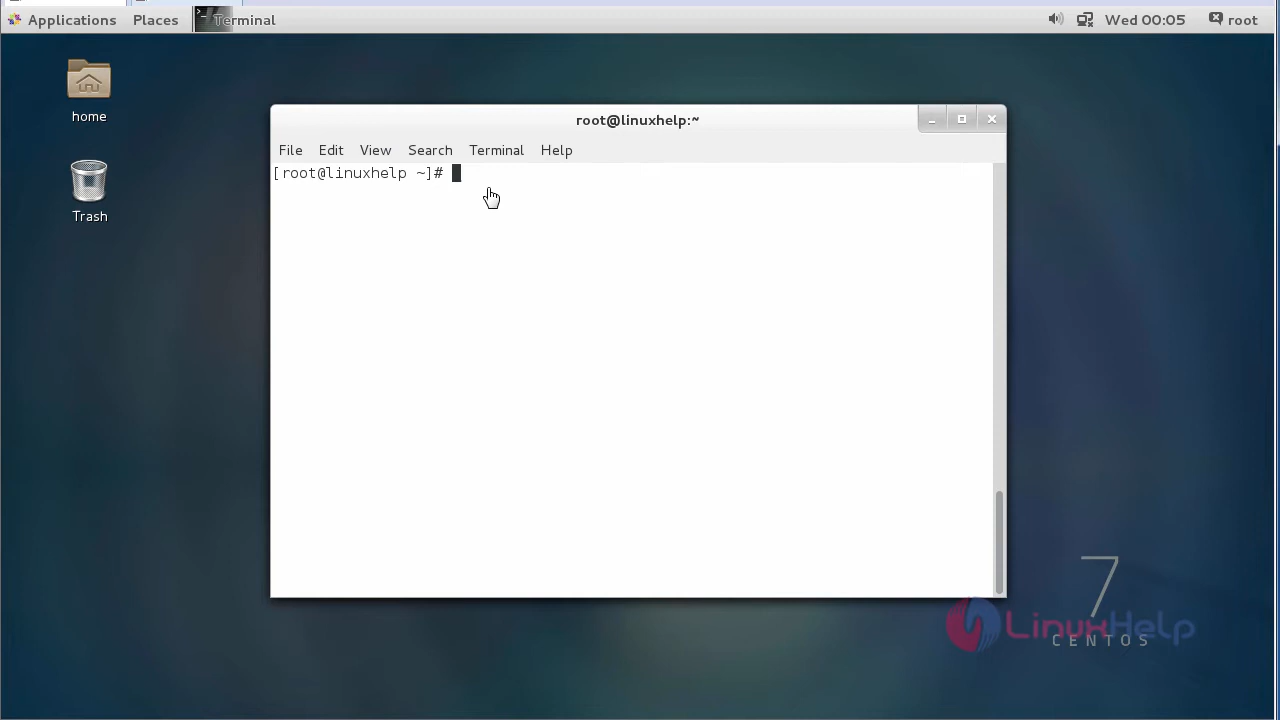 Applications Places Terminal Wed 00:05 root
home
Trash
root@linuxhelp:~
File Edit View Search Terminal Help
[root@linuxhelp ~]#
7
LinuxHelp
CENTOS